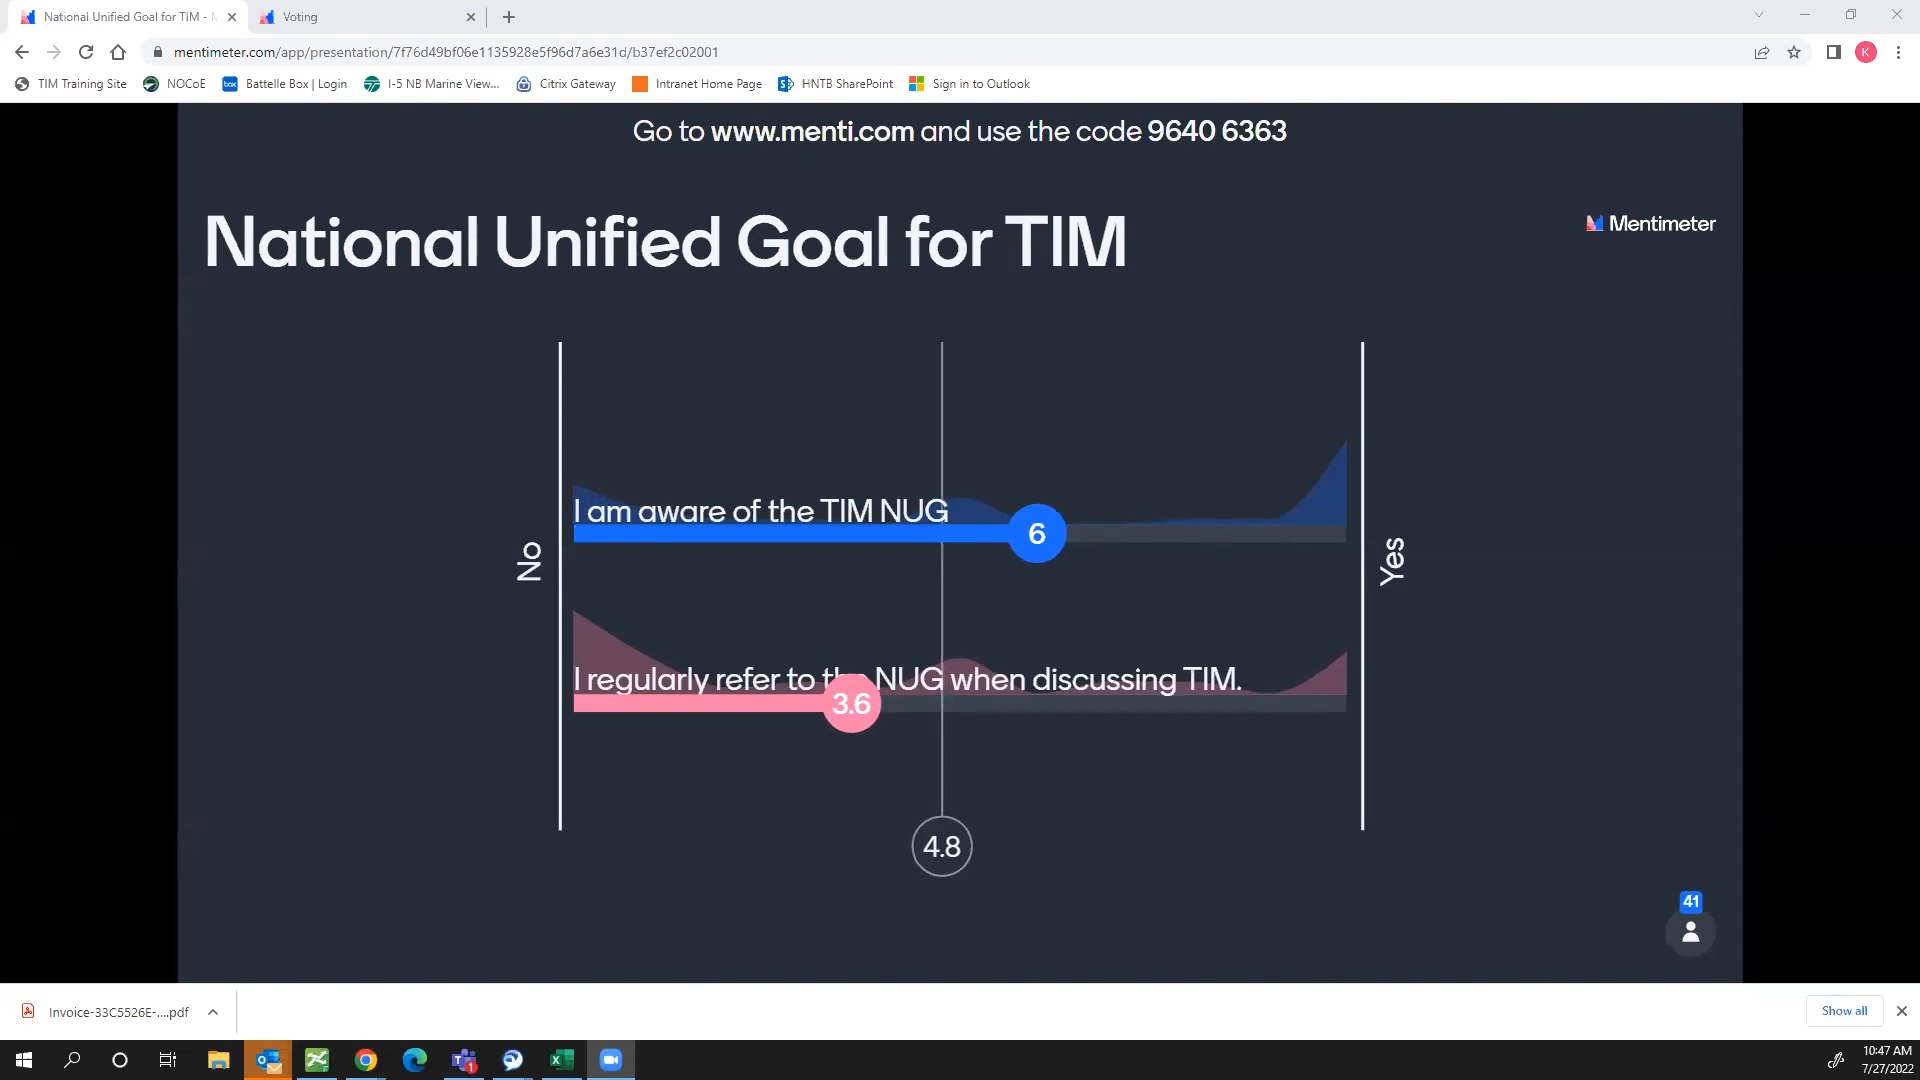 National Unified Goal for TIM - M
Voting
mentimeter.com/app/presentation/7f76d49bf06e1135928e5f96d7a6e31d/b37ef2c02001
K
TIM Training Site
NOCoE
box
Battelle Box | Login
I-5 NB Marine View...
Citrix Gateway
Intranet Home Page
HNTB SharePoint
Sign in to Outlook
Go to www.menti.com and use the code 9640 6363
National Unified Goal for TIM
Mentimeter
I am aware of the TIM NUG
6
No
Yes
I regularly refer to the NUG when discussing TIM.
3.6
4.8
41
Invoice-33C5526E-....pdf
Show all
1
10:47 AM
7/27/2022